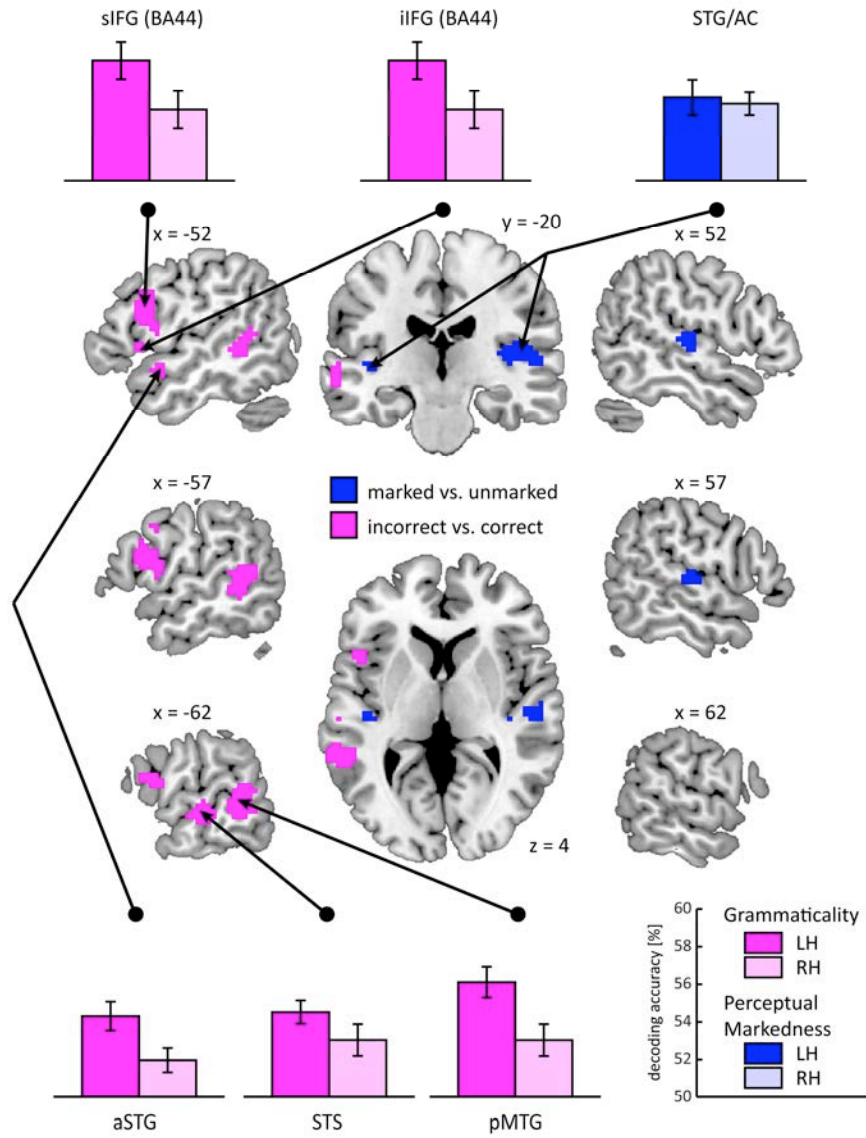 sIFG (BA44)
iIFG (BA44)
STG/AC
x = -52
y = -20
x = 52
x = -57
marked vs. unmarked
incorrect vs. correct
x = 57
x = -62
x = 62
z = 4
decoding accuracy [%]
60
58
56
54
52
50
Grammaticality
LH
RH
Perceptual
Markedness
LH
RH
aSTG
STS
pMTG